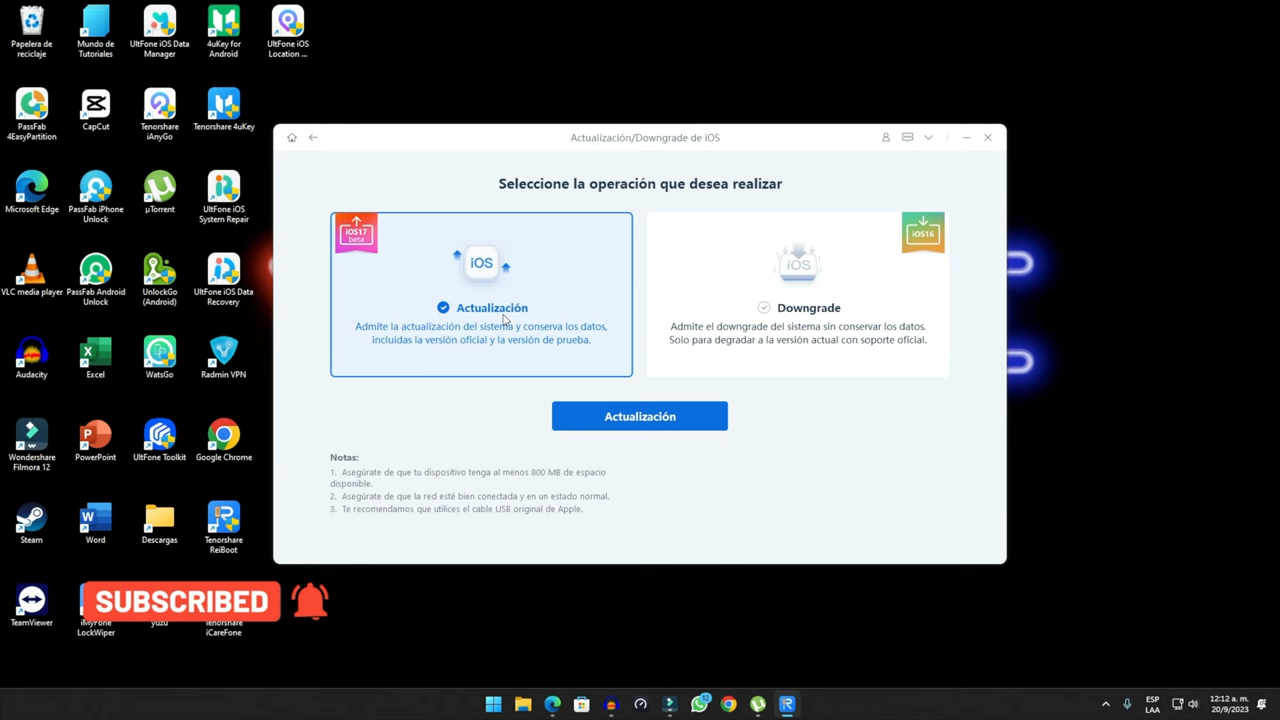 Papelera de
reciclaje
Mundo de
Tutoriales
UltFone iOS Data
Manager
4uKey for
Android
UltFone iOS
Location ...
PassFab
4EasyPartition
CapCut
Tenorshare
iAnyGo
Tenorshare 4uKey
Microsoft Edge
PassFab iPhone
Unlock
µTorrent
UltFone iOS
System Repair
VLC media player
PassFab Android
Unlock
UnlockGo
(Android)
UltFone iOS Data
Recovery
Audacity
Excel
WatsGo
Radmin VPN
Wondershare
Filmora 12
PowerPoint
UltFone Toolkit
Google Chrome
Steam
Word
Descargas
Tenorshare
ReiBoot
TeamViewer
iMyFone
LockWiper
yuzu
Tenorshare
iCareFone
SUBSCRIBED
Actualización/Downgrade de iOS
Seleccione la operación que desea realizar
iOS17
beta
iOS
Actualización
Admite la actualización del sistema y conserva los datos,
incluidas la versión oficial y la versión de prueba.
iOS16
iOS
Downgrade
Admite el downgrade del sistema sin conservar los datos.
Solo para degradar a la versión actual con soporte oficial.
Actualización
Notas:
1. Asegúrate de que tu dispositivo tenga al menos 800 MB de espacio
disponible.
2. Asegúrate de que la red esté bien conectada y en un estado normal.
3. Te recomendamos que utilices el cable USB original de Apple.
12
ESP
LAA
12:12 a. m.
20/9/2023